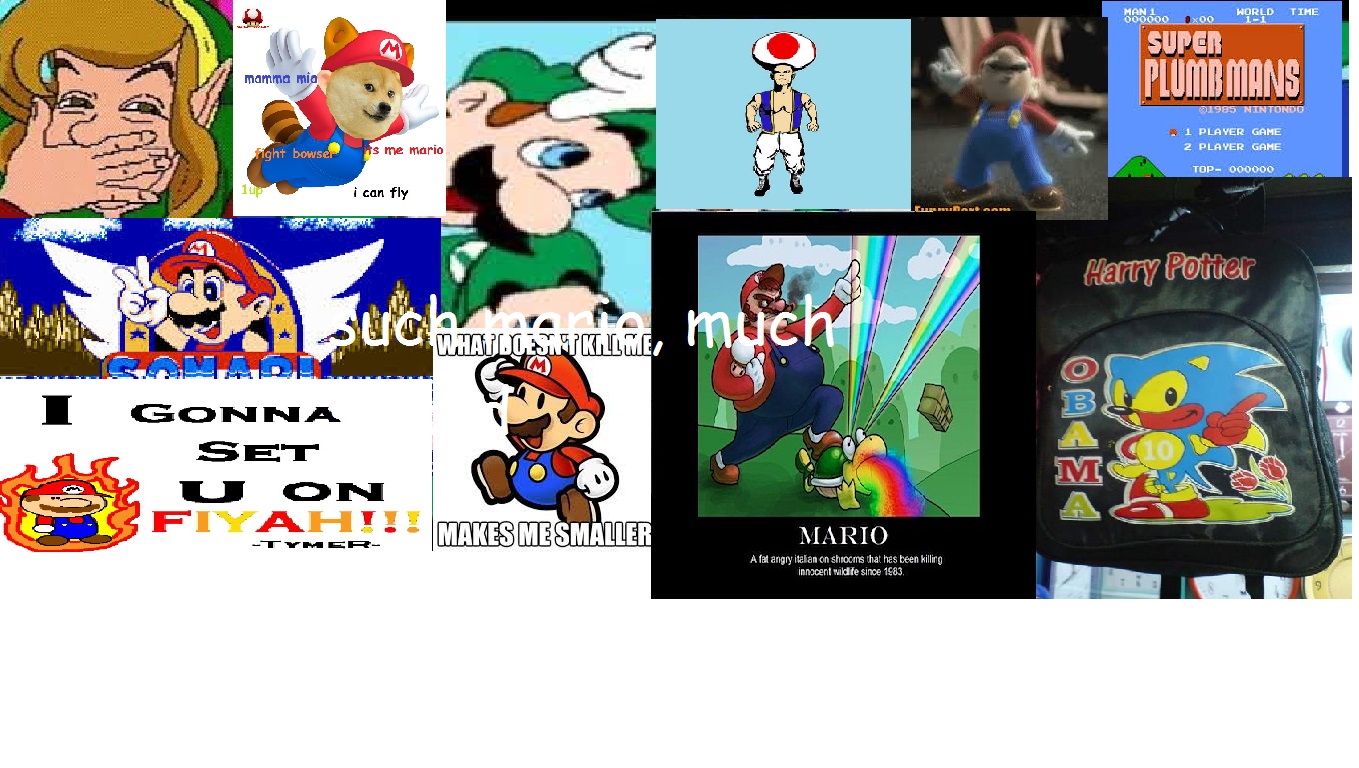 mamma mia
fight bowser
is me mario
1up
i can fly
FunnyPart.com
MAN 1 WORLD TIME
000000 x00 1-1
SUPER
PLUMB MANS
©1985 NINTENDO
1 PLAYER GAME
2 PLAYER GAME
TOP- 000000
SOMARI
such mario, much
I GONNA
SET
U ON
FIYAH!!!
-TYMER-
WHAT DOESN'T KILL ME
MAKES ME SMALLER
MARIO
A fat angry italian on shrooms that has been killing
innocent wildlife since 1983.
Harry Potter
OBAMA
10